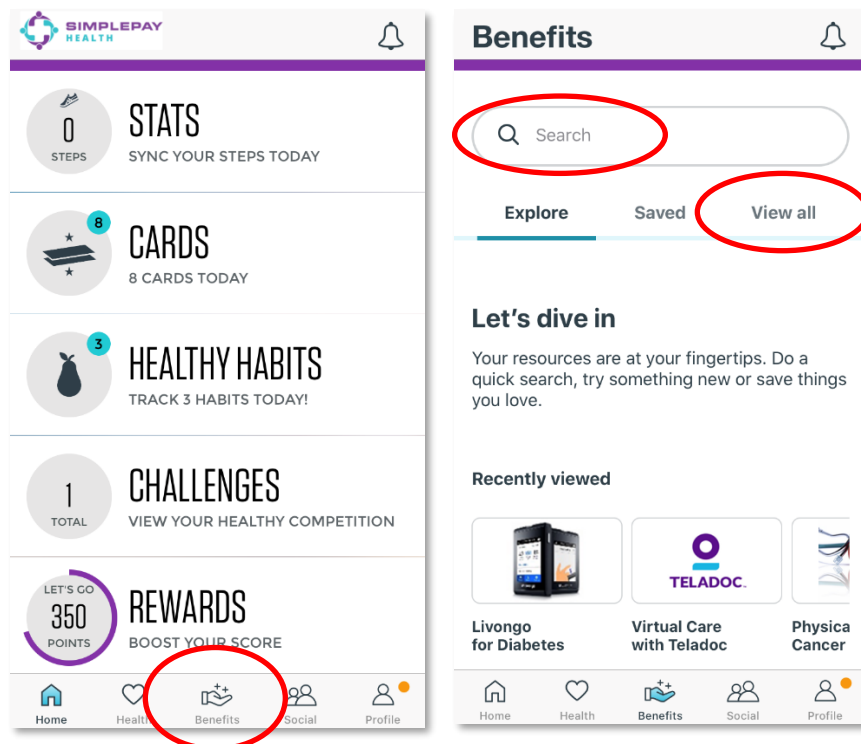 SIMPLEPAY
HEALTH
0
STEPS
STATS
SYNC YOUR STEPS TODAY
8
CARDS
8 CARDS TODAY
3
HEALTHY HABITS
TRACK 3 HABITS TODAY!
1
TOTAL
CHALLENGES
VIEW YOUR HEALTHY COMPETITION
LET'S GO
350
POINTS
REWARDS
BOOST YOUR SCORE
Home
Health
Benefits
Social
Profile
Benefits
Search
Explore
Saved
View all
Let's dive in
Your resources are at your fingertips. Do a
quick search, try something new or save things
you love.
Recently viewed
TELADOC.
Livongo
for Diabetes
Virtual Care
with Teladoc
Physica
Cancer
Home
Health
Benefits
Social
Profile